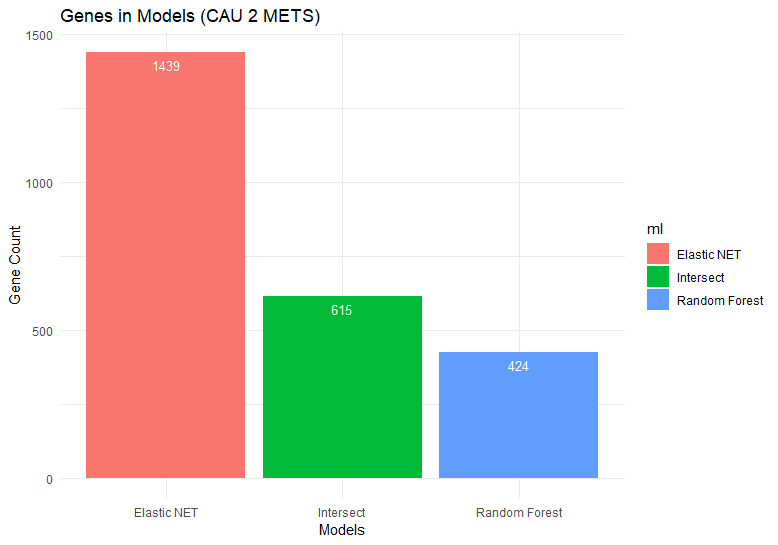 Genes in Models (CAU 2 METS)
1500
1000
500
0
Gene Count
1439
615
424
Elastic NET
Intersect
Random Forest
Models
ml
Elastic NET
Intersect
Random Forest